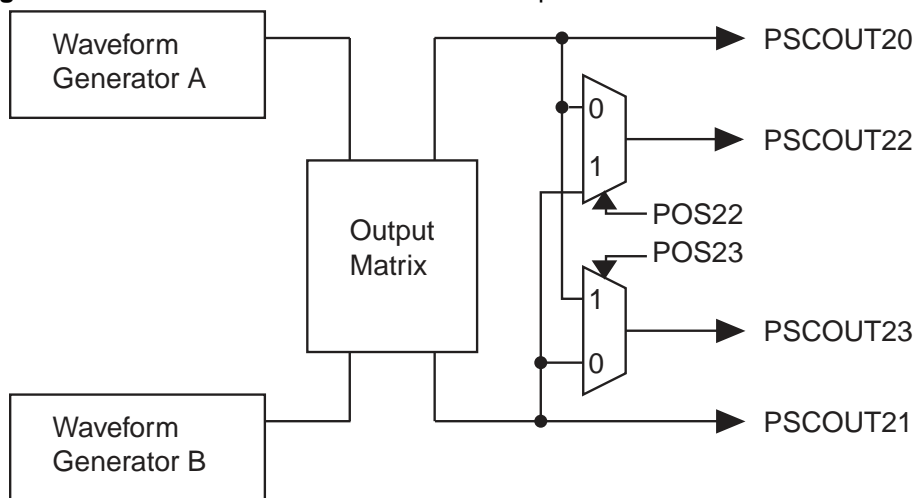 Waveform
Generator A
PSCOUT20
0
PSCOUT22
1
POS22
Output
Matrix
POS23
1
PSCOUT23
0
Waveform
Generator B
PSCOUT21